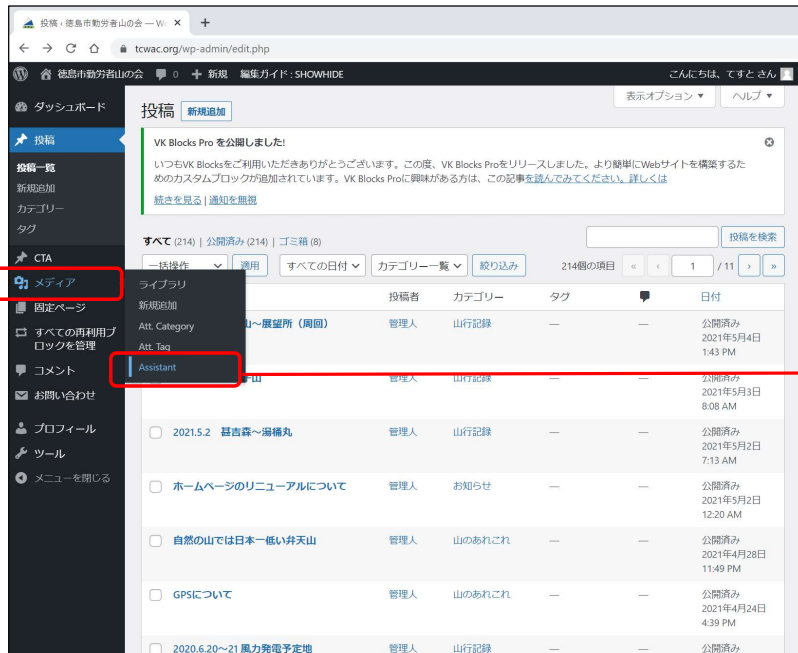 投稿 ‹ 徳島市勤労者山の会 — Wo
tcwac.org/wp-admin/edit.php
徳島市勤労者山の会 0 新規 編集ガイド : SHOWHIDE こんにちは、てすと さん
ダッシュボード
投稿
投稿一覧
新規追加
カテゴリー
タグ
CTA
メディア
固定ページ
すべての再利用ブ
ロックを管理
コメント
お問い合わせ
プロフィール
ツール
メニューを閉じる
ライブラリ
新規追加
Att. Category
Att. Tag
Assistant
表示オプション ▼ ヘルプ ▼
投稿 新規追加
VK Blocks Pro を公開しました!
いつもVK Blocksをご利用いただきありがとうございます。この度、VK Blocks Proをリリースしました。より簡単にWebサイトを構築するた
めのカスタムブロックが追加されています。VK Blocks Proに興味がある方は、この記事を読んでみてください。詳しくは
続きを見る | 通知を無視
すべて (214) | 公開済み (214) | ゴミ箱 (8)
投稿を検索
一括操作 適用 すべての日付 カテゴリー一覧 絞り込み 214個の項目 « ‹ 1 / 11 › »
投稿者 カテゴリー タグ 日付
山～展望所（周回） 管理人 山行記録 — — 公開済み
2021年5月4日
1:43 PM
山 管理人 山行記録 — — 公開済み
2021年5月3日
8:08 AM
2021.5.2 甚吉森～湯桶丸 管理人 山行記録 — — 公開済み
2021年5月2日
7:13 AM
ホームページのリニューアルについて 管理人 お知らせ — — 公開済み
2021年5月2日
12:20 AM
自然の山では日本一低い弁天山 管理人 山のあれこれ — — 公開済み
2021年4月28日
11:49 PM
GPSについて 管理人 山のあれこれ — — 公開済み
2021年4月24日
4:39 PM
2020.6.20～21 風力発電予定地 管理人 山行記録 — — 公開済み